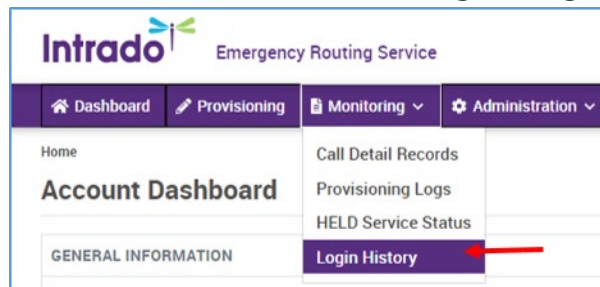 Intrado Emergency Routing Service
Dashboard Provisioning Monitoring Administration
Home
Account Dashboard
GENERAL INFORMATION
Call Detail Records
Provisioning Logs
HELD Service Status
Login History